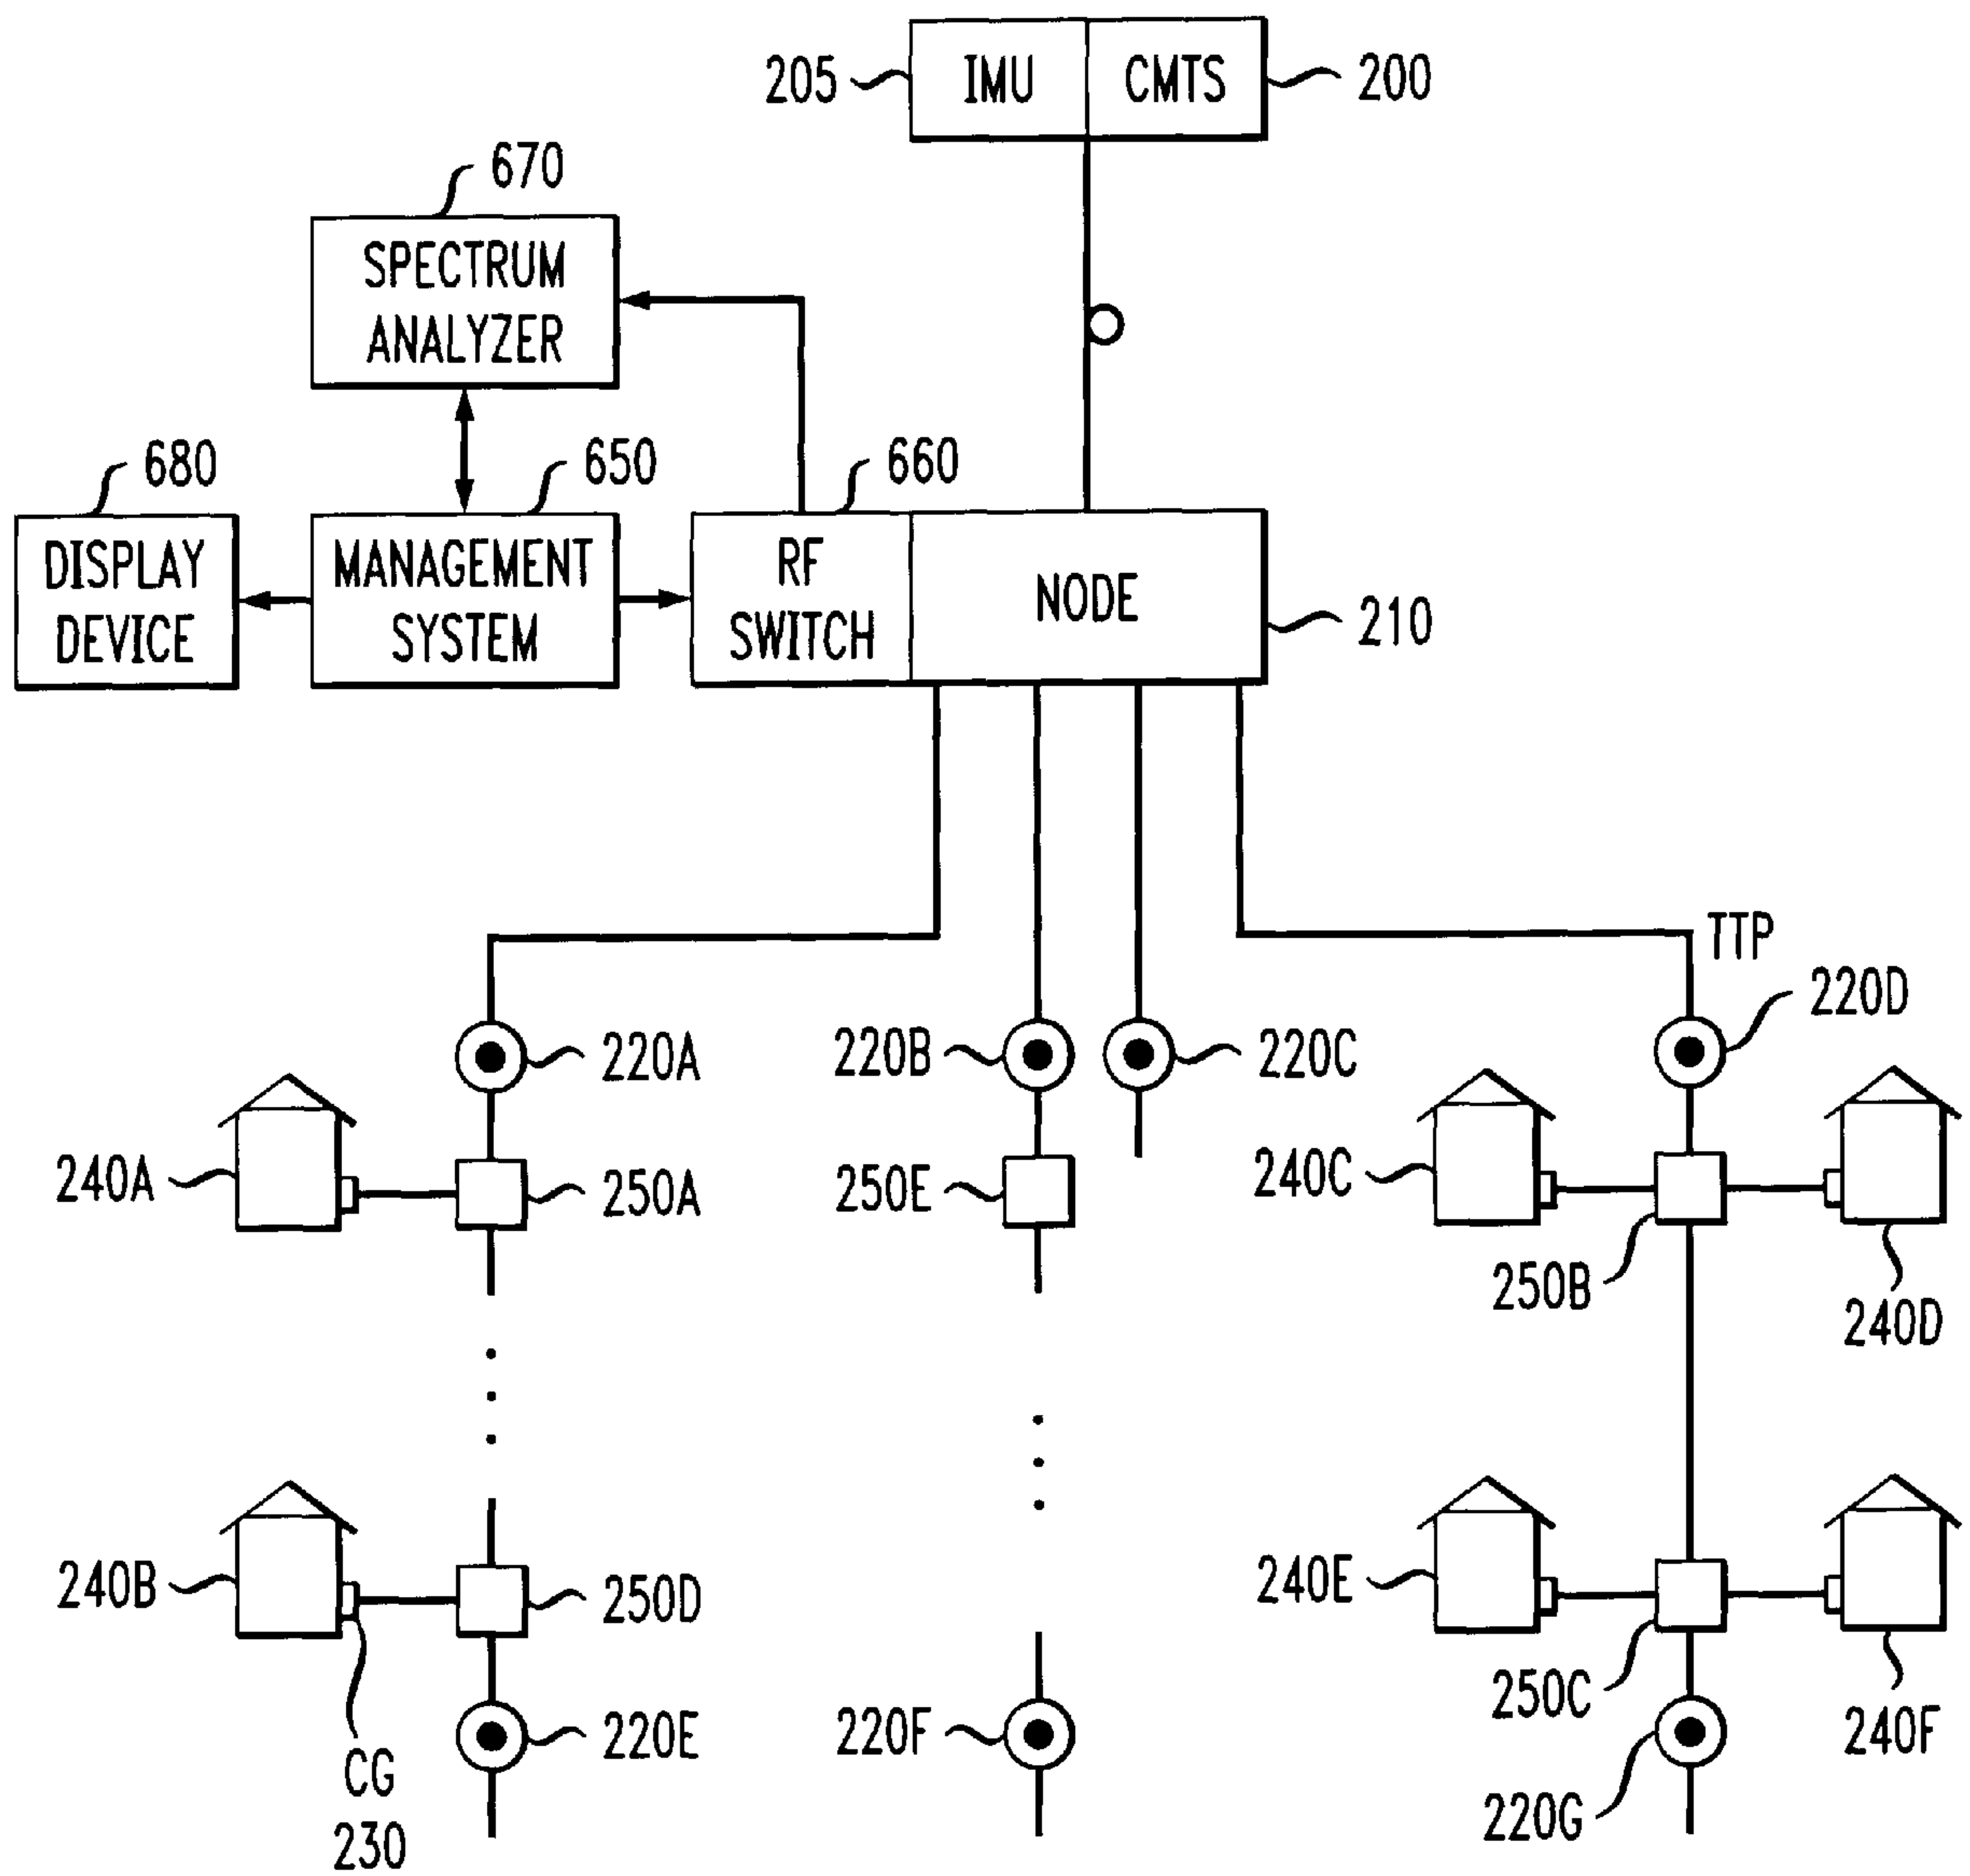 205
IMU
CMTS
200
670
SPECTRUM
ANALYZER
680
650
660
DISPLAY
DEVICE
MANAGEMENT
SYSTEM
RF
SWITCH
NODE
210
TTP
220D
220A
220B
220C
240A
250A
250E
240C
250B
240D
240B
250D
240E
250C
240F
220E
220F
CG
230
220G